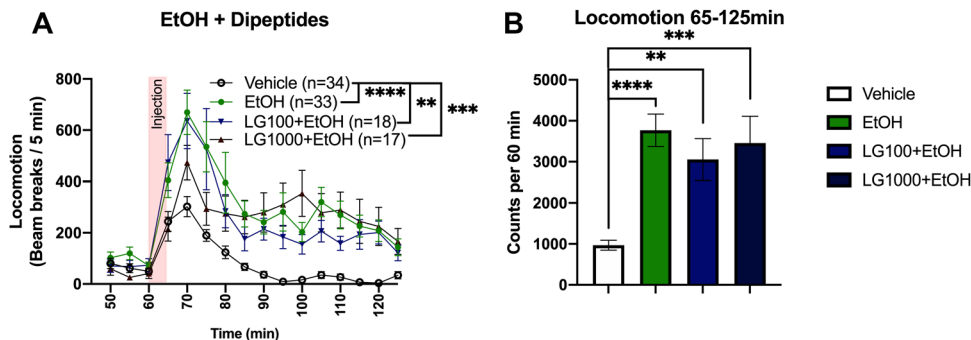 A
EtOH + Dipeptides
Locomotion
(Beam breaks / 5 min)
800
600
400
200
0
Injection
Vehicle (n=34)
EtOH (n=33)
LG100+EtOH (n=18)
LG1000+EtOH (n=17)
****
**
***
50
60
70
80
90
100
110
120
Time (min)
B
Locomotion 65-125min
Counts per 60 min
5000
4000
3000
2000
1000
0
***
**
****
Vehicle
EtOH
LG100+EtOH
LG1000+EtOH